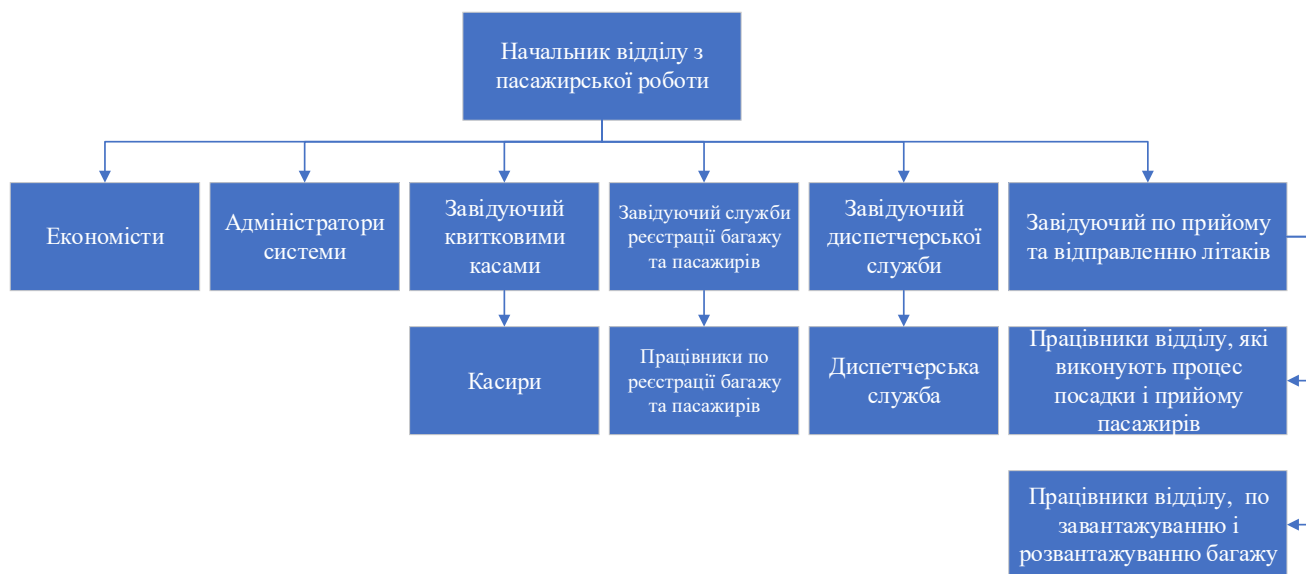 Начальник відділу з
пасажирської роботи
Економісти
Адміністратори
системи
Завідуючий
квитковими
касами
Завідуючий служби
реєстрації багажу
та пасажирів
Завідуючий
диспетчерської
служби
Завідуючий по прийому
та відправленню літаків
Касири
Працівники по
реєстрації багажу
та пасажирів
Диспетчерська
служба
Працівники відділу, які
виконують процес
посадки і прийому
пасажирів
Працівники відділу,  по
завантажуванню і
розвантажуванню багажу